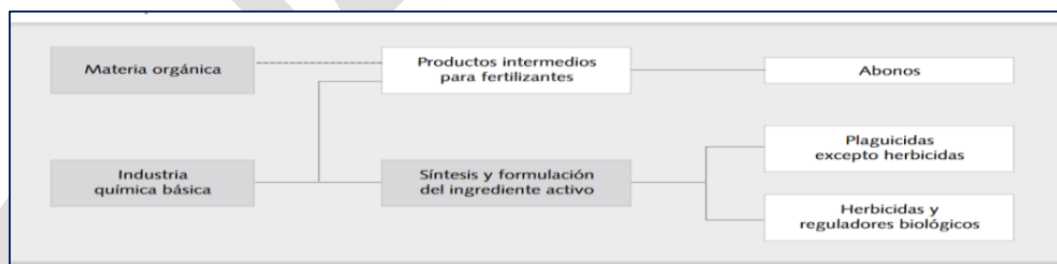 Materia orgánica
Productos intermedios
para fertilizantes
Abonos
Industria
química básica
Síntesis y formulación
del ingrediente activo
Plaguicidas
excepto herbicidas
Herbicidas y
reguladores biológicos